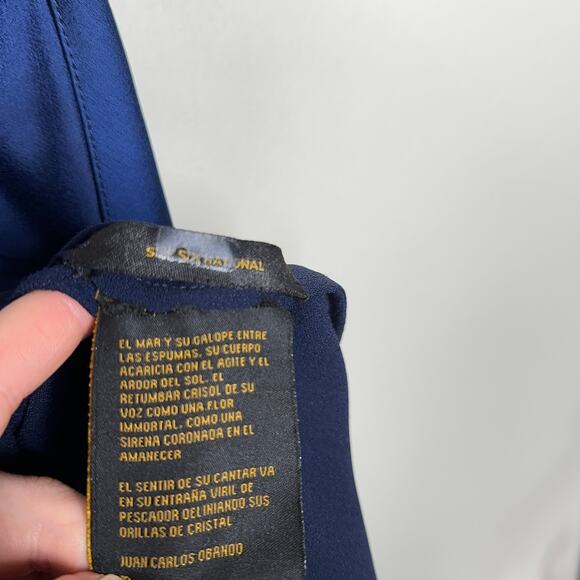 EL MAR Y SU GALOPE ENTRE
LAS ESPUMAS, SU CUERPO
ACARICIA CON EL AGITE Y EL
ARDOR DEL SOL. EL
RETUMBAR CRISOL DE SU
VOZ COMO UNA FLOR
IMMORTAL, COMO UNA
SIRENA CORONADA EN EL
AMANECER
EL SENTIR DE SU CANTAR VA
EN SU ENTRAÑA VIRIL DE
PESCADOR DELINIANDO SUS
ORILLAS DE CRISTAL
JUAN CARLOS OBANDO